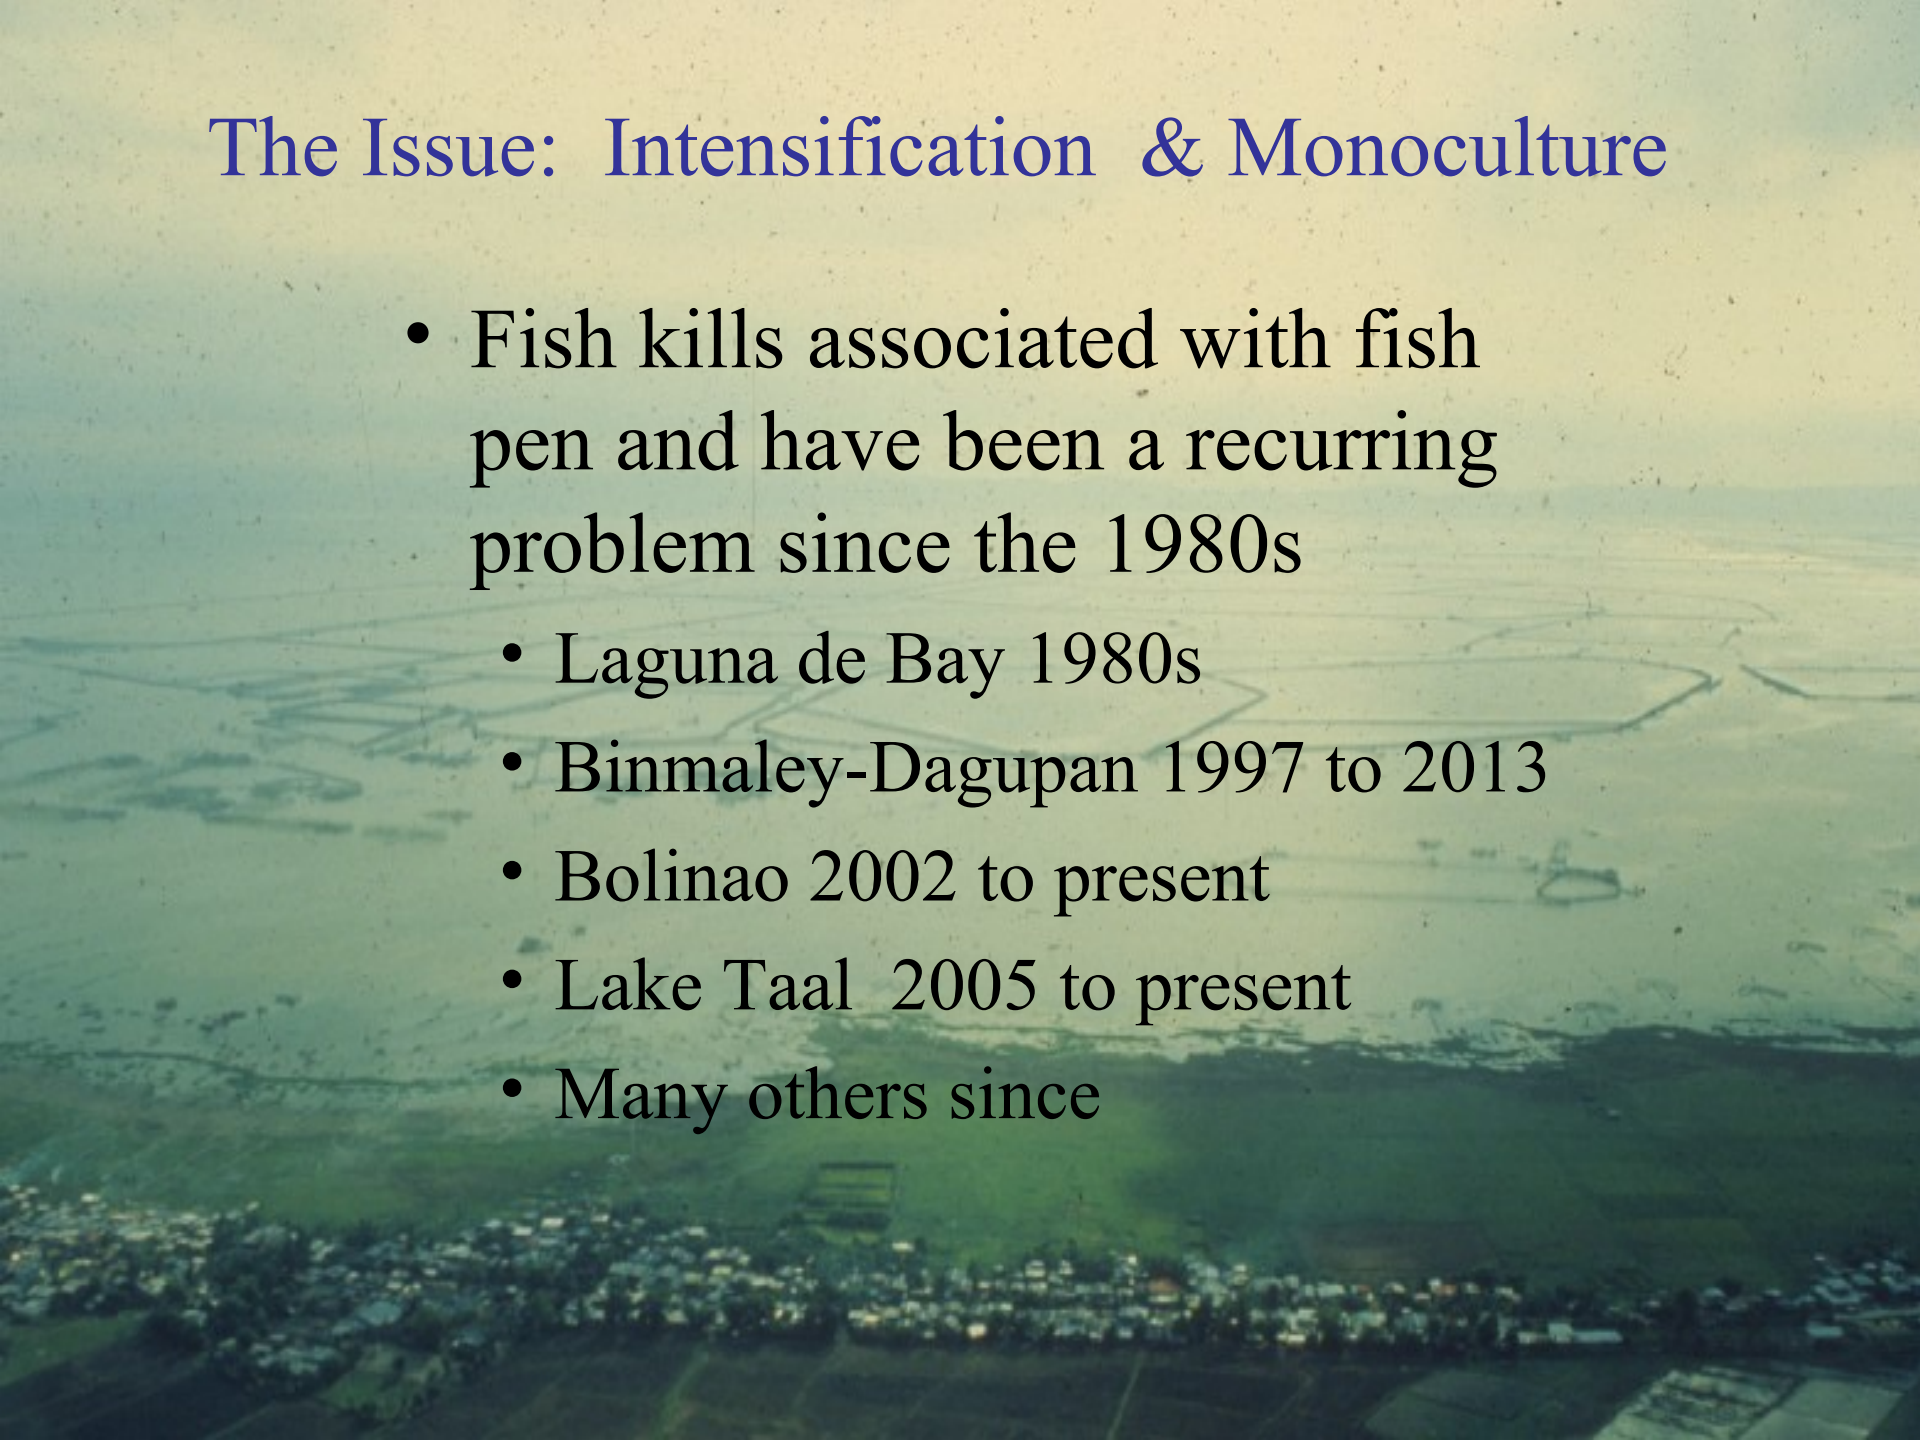 The Issue:  Intensification  & Monoculture
• Fish kills associated with fish
pen and have been a recurring
problem since the 1980s
• Laguna de Bay 1980s
• Binmaley-Dagupan 1997 to 2013
• Bolinao 2002 to present
• Lake Taal  2005 to present
• Many others since